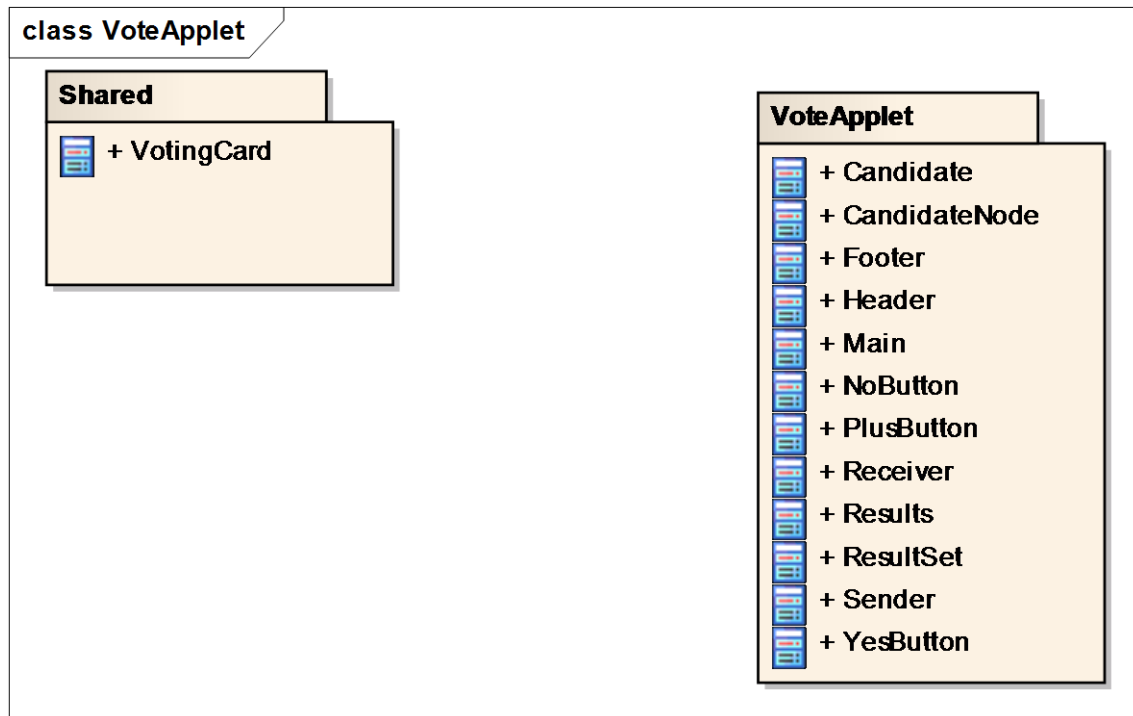 class VoteApplet
Shared
+ VotingCard
VoteApplet
+ Candidate
+ CandidateNode
+ Footer
+ Header
+ Main
+ NoButton
+ PlusButton
+ Receiver
+ Results
+ ResultSet
+ Sender
+ YesButton